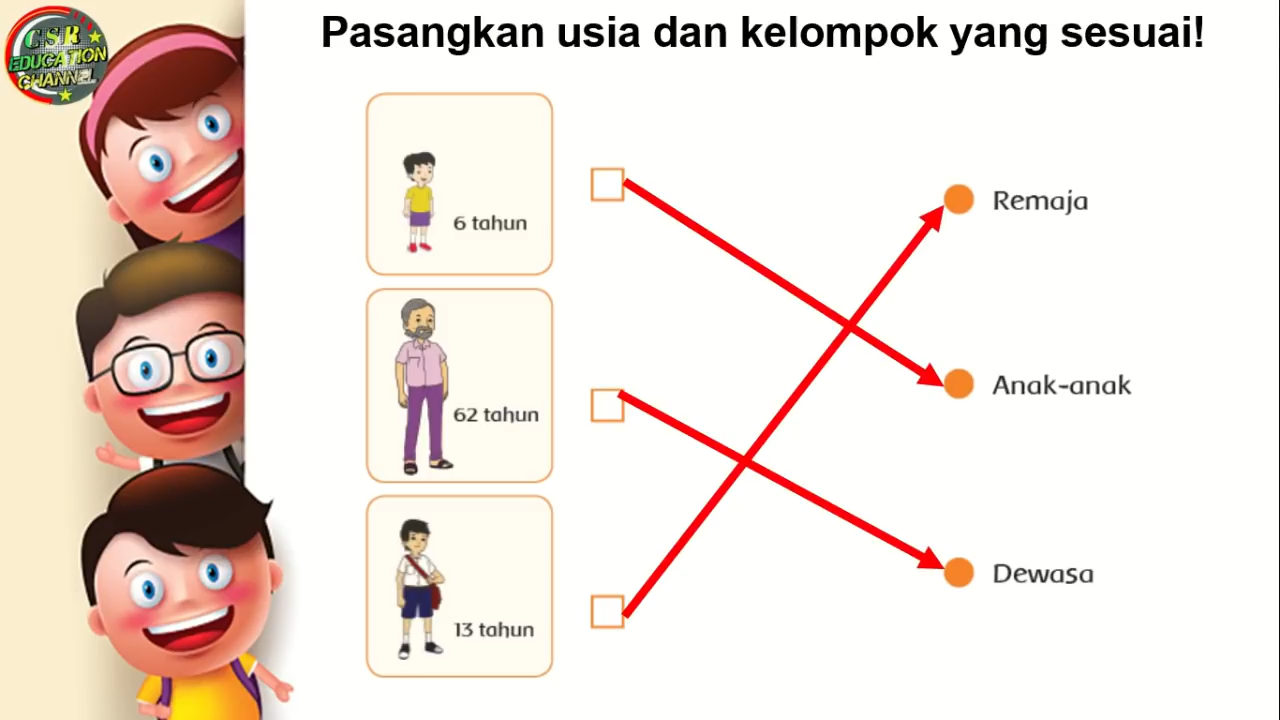 CSR
EDUCATION
CHANNEL
Pasangkan usia dan kelompok yang sesuai!
6 tahun
62 tahun
13 tahun
Remaja
Anak-anak
Dewasa